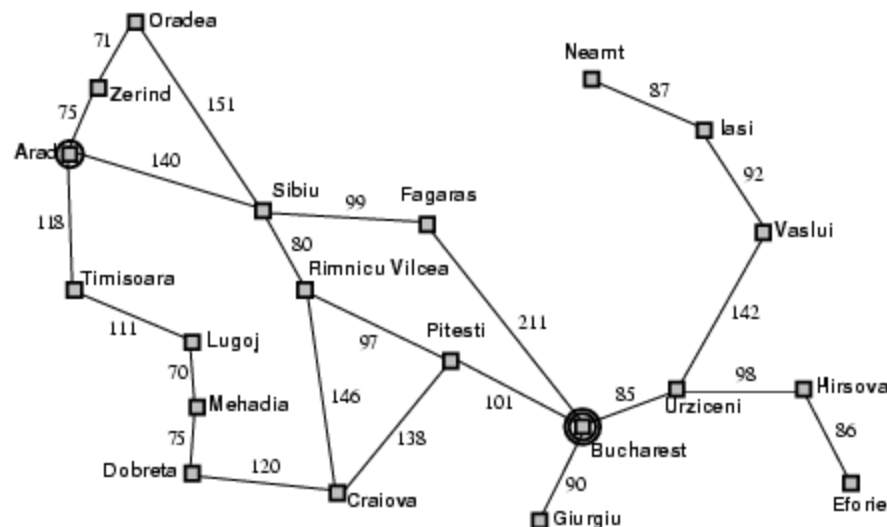 Oradea
71
Neamt
Zerind
87
151
75
Iasi
Arad
140
92
Sibiu
Fagaras
99
118
Vaslui
80
Timisoara
Rimnicu Vilcea
142
111
211
Lugoj
Pitesti
97
70
98
Hirsova
146
85
Urziceni
Mehadia
101
75
138
86
Bucharest
Dobreta
120
90
Craiova
Eforie
Giurgiu